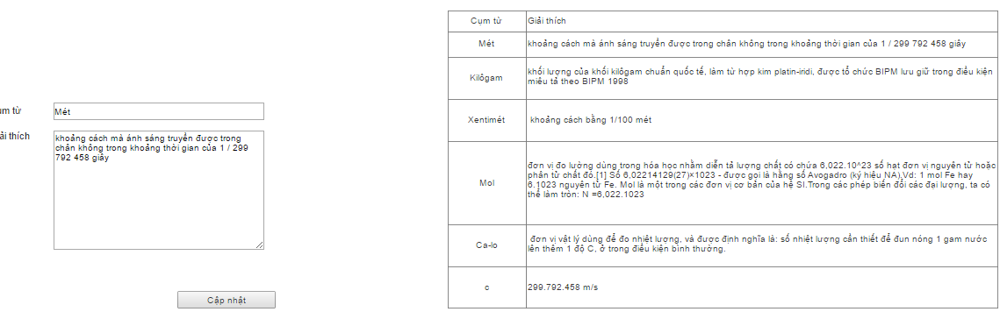 ụm từ
Mét
ải thích
khoảng cách mà ánh sáng truyền được trong
chân không trong khoảng thời gian của 1 / 299
792 458 giây
Cập nhật
Cụm từ Giải thích
Mét khoảng cách mà ánh sáng truyền được trong chân không trong khoảng thời gian của 1 / 299 792 458 giây
Kilôgam khối lượng của khối kilôgam chuẩn quốc tế, làm từ hợp kim platin-iridi, được tổ chức BIPM lưu giữ trong điều kiện
miêu tả theo BIPM 1998
Xentimét khoảng cách bằng 1/100 mét
Mol đơn vị đo lường dùng trong hóa học nhằm diễn tả lượng chất có chứa 6,022.10^23 số hạt đơn vị nguyên tử hoặc
phân tử chất đó.[1] Số 6,02214129(27)×1023 - được gọi là hằng số Avogadro (ký hiệu NA).Vd: 1 mol Fe hay
6.1023 nguyên tử Fe. Mol là một trong các đơn vị cơ bản của hệ SI.Trong các phép biến đổi các đại lượng, ta có
thể làm tròn: N =6,022.1023
Ca-lo đơn vị vật lý dùng để đo nhiệt lượng, và được định nghĩa là: số nhiệt lượng cần thiết để đun nóng 1 gam nước
lên thêm 1 độ C, ở trong điều kiện bình thường.
c 299.792.458 m/s